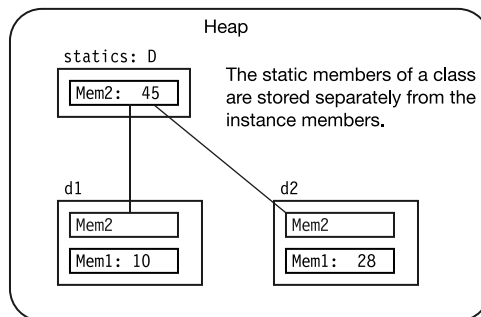 Heap
statics: D
Mem2: 45
The static members of a class
are stored separately from the
instance members.
d1
Mem2
Mem1: 10
d2
Mem2
Mem1: 28